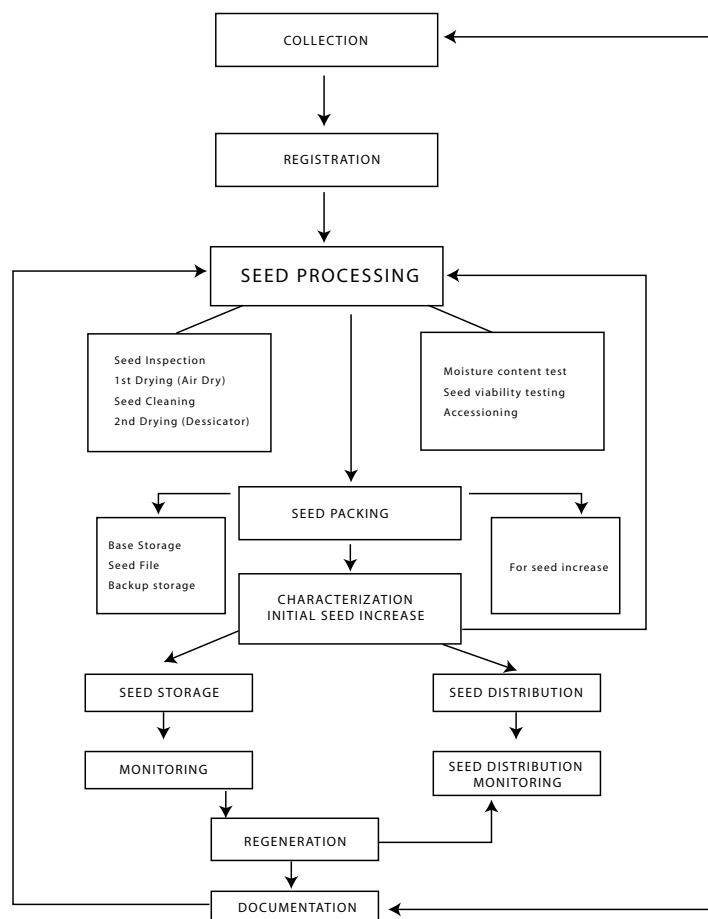 COLLECTION
REGISTRATION
SEED PROCESSING
Seed Inspection
1st Drying (Air Dry)
Seed Cleaning
2nd Drying (Dessicator)
Moisture content test
Seed viability testing
Accessioning
SEED PACKING
Base Storage
Seed File
Backup storage
For seed increase
CHARACTERIZATION
INITIAL SEED INCREASE
SEED STORAGE
SEED DISTRIBUTION
MONITORING
SEED DISTRIBUTION
MONITORING
REGENERATION
DOCUMENTATION